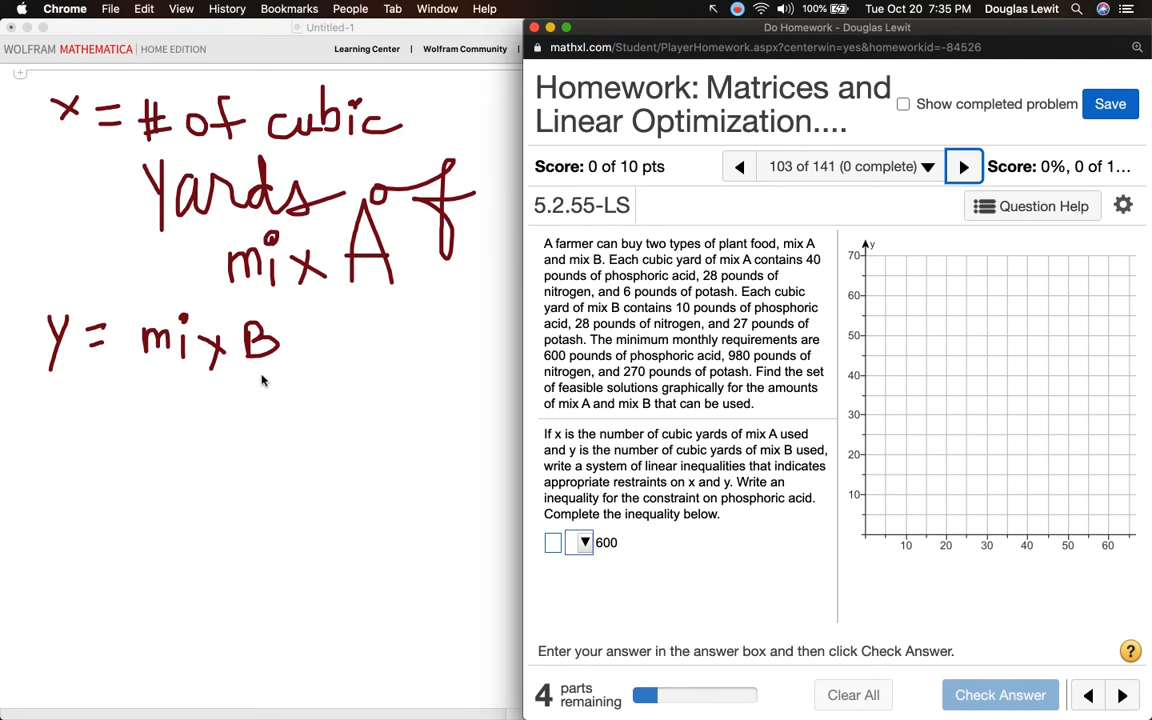 Chrome File Edit View History Bookmarks People Tab Window Help 100% Tue Oct 20 7:35 PM Douglas Lewit
Untitled-1
WOLFRAM MATHEMATICA | HOME EDITION Learning Center | Wolfram Community |
x = # of cubic
yards of
mix A
y = mix B
Do Homework - Douglas Lewit
mathxl.com/Student/PlayerHomework.aspx?centerwin=yes&homeworkid=-84526
Homework: Matrices and
Linear Optimization....
Show completed problem
Save
Score: 0 of 10 pts
103 of 141 (0 complete)
Score: 0%, 0 of 1...
5.2.55-LS
Question Help
A farmer can buy two types of plant food, mix A
and mix B. Each cubic yard of mix A contains 40
pounds of phosphoric acid, 28 pounds of
nitrogen, and 6 pounds of potash. Each cubic
yard of mix B contains 10 pounds of phosphoric
acid, 28 pounds of nitrogen, and 27 pounds of
potash. The minimum monthly requirements are
600 pounds of phosphoric acid, 980 pounds of
nitrogen, and 270 pounds of potash. Find the set
of feasible solutions graphically for the amounts
of mix A and mix B that can be used.
If x is the number of cubic yards of mix A used
and y is the number of cubic yards of mix B used,
write a system of linear inequalities that indicates
appropriate restraints on x and y. Write an
inequality for the constraint on phosphoric acid.
Complete the inequality below.
600
y
70
60
50
40
30
20
10
10 20 30 40 50 60
Enter your answer in the answer box and then click Check Answer.
?
4 parts
remaining
Clear All
Check Answer